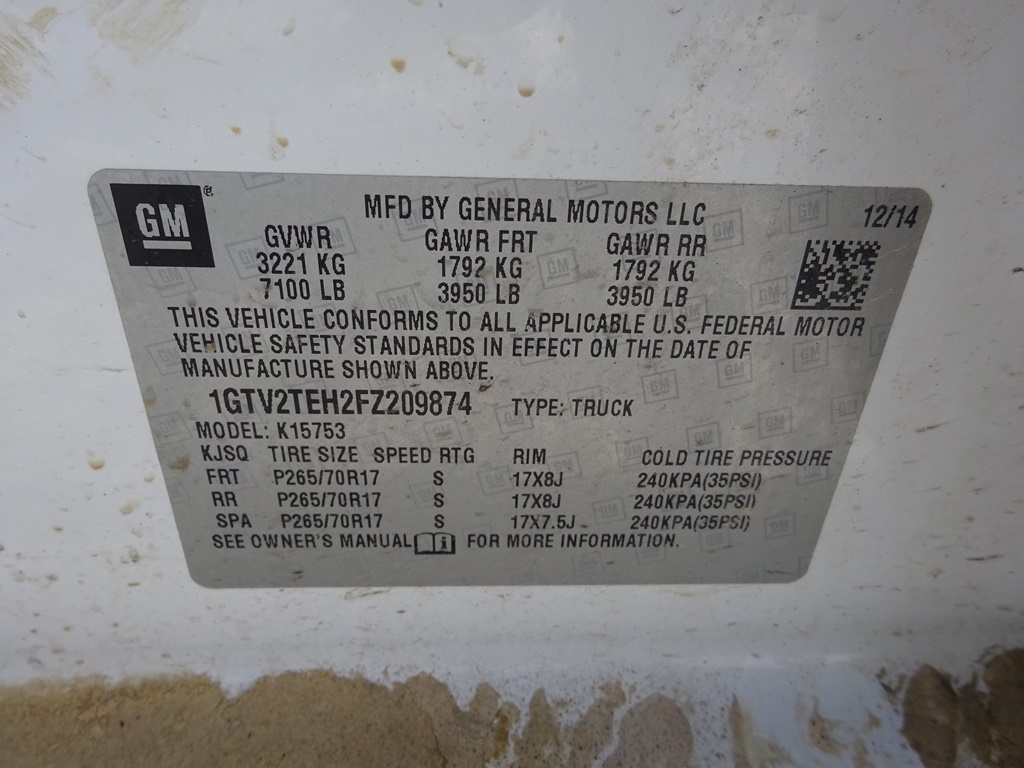 GM ®
MFD BY GENERAL MOTORS LLC 12/14
GVWR GAWR FRT GAWR RR
3221 KG 1792 KG 1792 KG
7100 LB 3950 LB 3950 LB
THIS VEHICLE CONFORMS TO ALL APPLICABLE U.S. FEDERAL MOTOR
VEHICLE SAFETY STANDARDS IN EFFECT ON THE DATE OF
MANUFACTURE SHOWN ABOVE.
1GTV2TEH2FZ209874 TYPE: TRUCK
MODEL: K15753
KJSQ TIRE SIZE SPEED RTG RIM COLD TIRE PRESSURE
FRT P265/70R17 S 17X8J 240KPA(35PSI)
RR P265/70R17 S 17X8J 240KPA(35PSI)
SPA P265/70R17 S 17X7.5J 240KPA(35PSI)
SEE OWNER'S MANUAL FOR MORE INFORMATION.